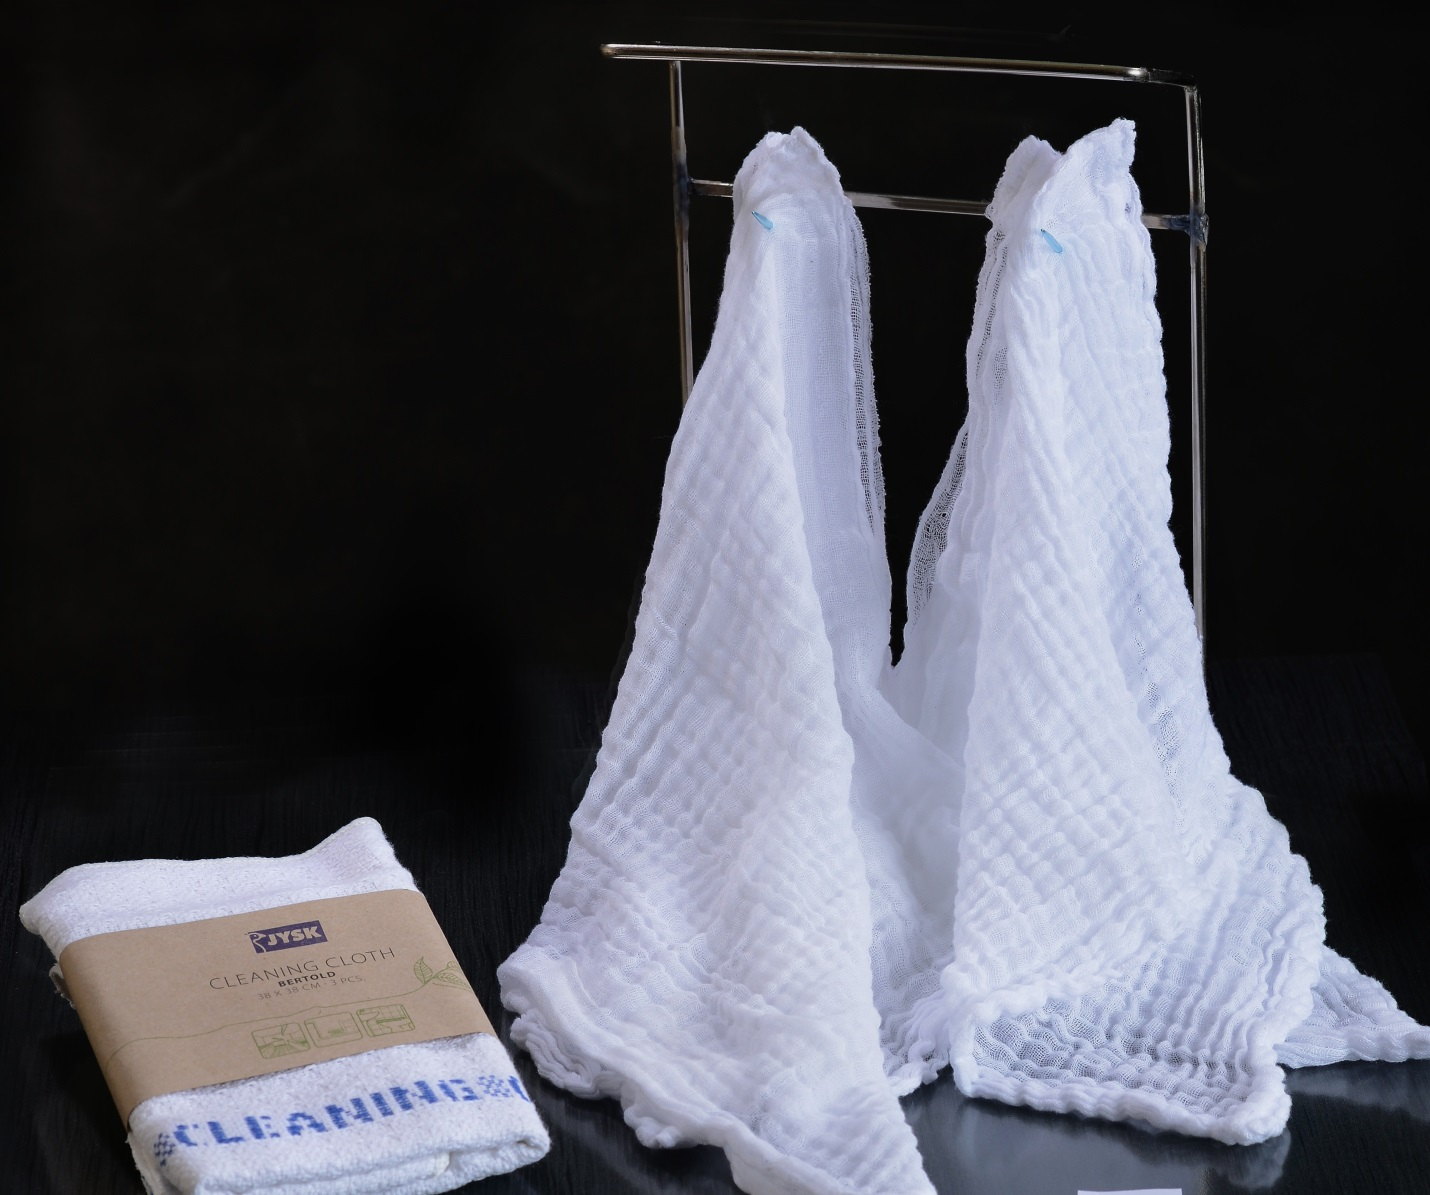 JYSK
CLEANING CLOTH
BERTOLD
38 X 38 CM · 3 PCS.
CLEANING